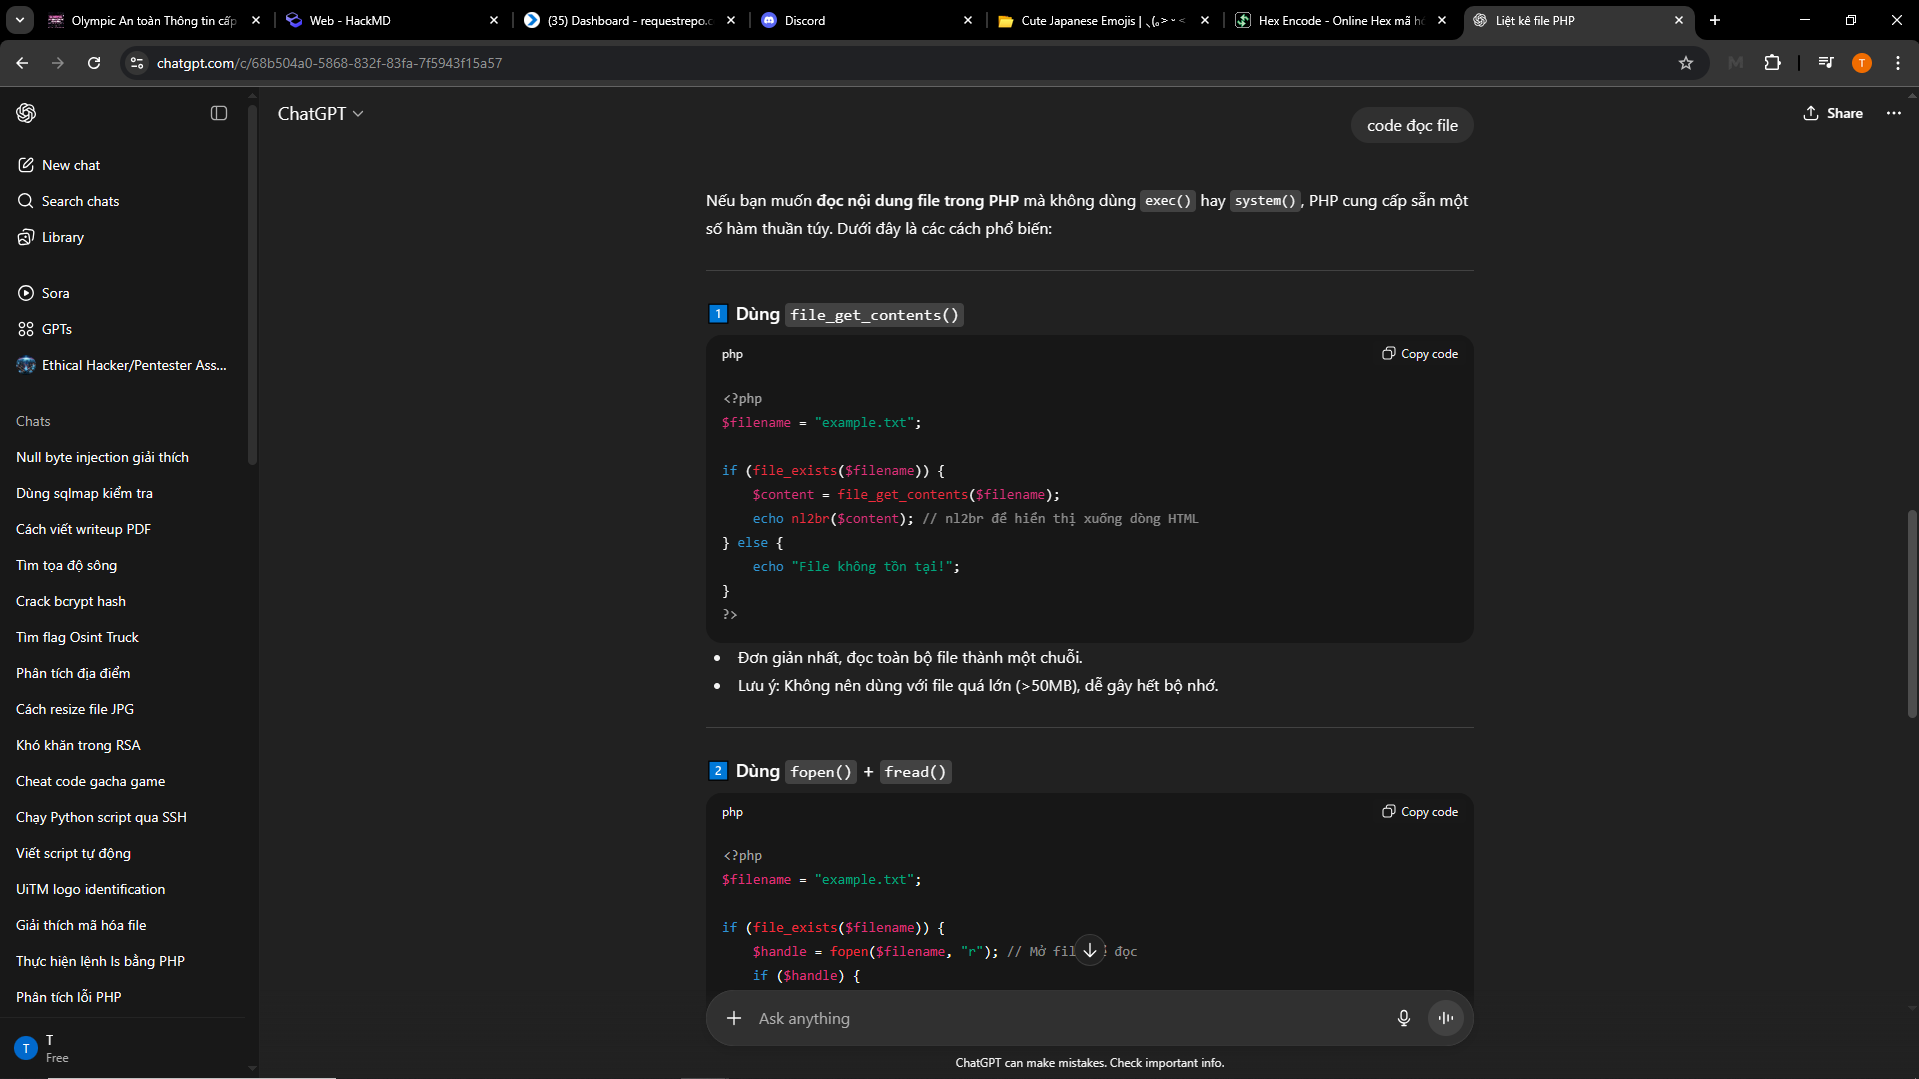 Olympic An toàn Thông tin cấp
Web - HackMD
(35) Dashboard - requestrepo.c
Discord
Cute Japanese Emojis |
Hex Encode - Online Hex mã h
Liệt kê file PHP
chatgpt.com/c/68b504a0-5868-832f-83fa-7f5943f15a57
T
ChatGPT
Share
New chat
Search chats
Library
Sora
GPTs
Ethical Hacker/Pentester Ass...
Chats
Null byte injection giải thích
Dùng sqlmap kiểm tra
Cách viết writeup PDF
Tìm tọa độ sông
Crack bcrypt hash
Tìm flag Osint Truck
Phân tích địa điểm
Cách resize file JPG
Khó khăn trong RSA
Cheat code gacha game
Chạy Python script qua SSH
Viết script tự động
UiTM logo identification
Giải thích mã hóa file
Thực hiện lệnh ls bằng PHP
Phân tích lỗi PHP
T
T
Free
code đọc file
Nếu bạn muốn đọc nội dung file trong PHP mà không dùng exec() hay system(), PHP cung cấp sẵn một
số hàm thuần túy. Dưới đây là các cách phổ biến:
1 Dùng file_get_contents()
php
Copy code
<?php
$filename = "example.txt";
if (file_exists($filename)) {
$content = file_get_contents($filename);
echo nl2br($content); // nl2br để hiển thị xuống dòng HTML
} else {
echo "File không tồn tại!";
}
?>
• Đơn giản nhất, đọc toàn bộ file thành một chuỗi.
• Lưu ý: Không nên dùng với file quá lớn (>50MB), dễ gây hết bộ nhớ.
2 Dùng fopen() + fread()
php
Copy code
<?php
$filename = "example.txt";
if (file_exists($filename)) {
$handle = fopen($filename, "r"); // Mở fil đọc
if ($handle) {
Ask anything
ChatGPT can make mistakes. Check important info.